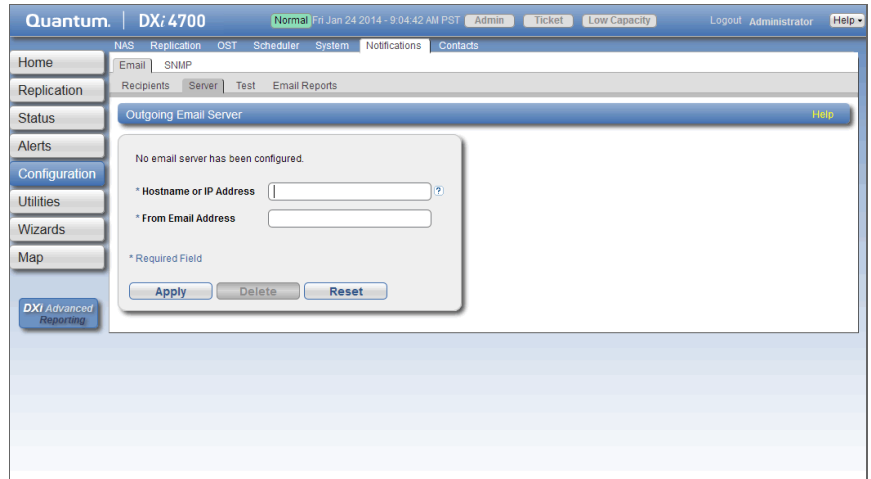 Quantum. DXi 4700 Normal Fri Jan 24 2014 - 9:04:42 AM PST Admin Ticket Low Capacity Logout Administrator Help
NAS Replication OST Scheduler System Notifications Contacts
Home
Replication
Status
Alerts
Configuration
Utilities
Wizards
Map
DXi Advanced
Reporting
Email SNMP
Recipients Server Test Email Reports
Outgoing Email Server Help
No email server has been configured.
* Hostname or IP Address ?
* From Email Address
* Required Field
Apply Delete Reset